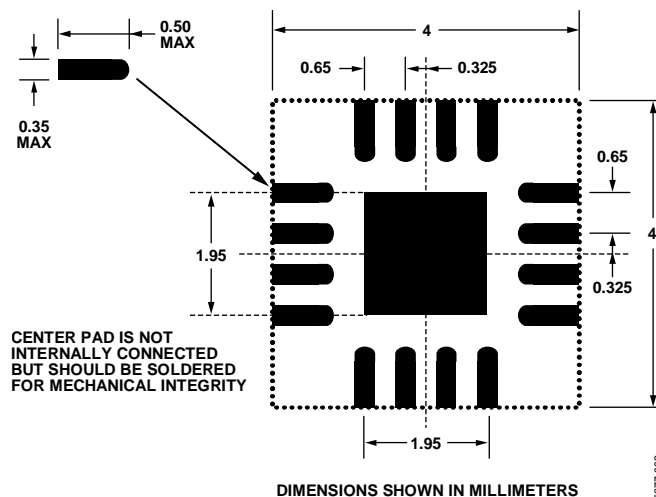 0.50
MAX
4
0.65
0.325
0.35
MAX
0.65
4
1.95
0.325
CENTER PAD IS NOT
INTERNALLY CONNECTED
BUT SHOULD BE SOLDERED
FOR MECHANICAL INTEGRITY
1.95
DIMENSIONS SHOWN IN MILLIMETERS